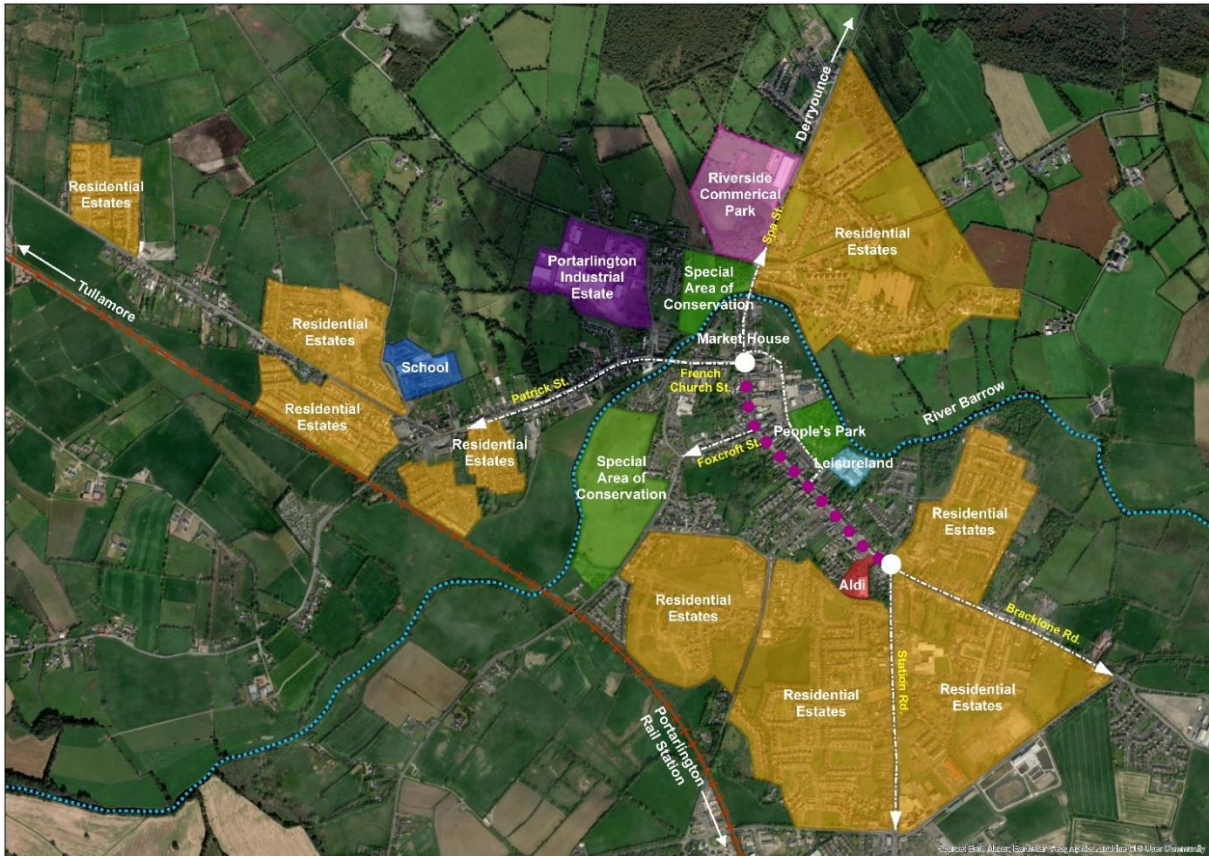 Derryounce
Residential
Estates
Riverside
Commerical
Park
Spa St.
Residential
Estates
Portarlington
Industrial
Estate
Special
Area of
Conservation
Tullamore
Residential
Estates
School
Market House
French
Church St.
Patrick St.
River Barrow
Residential
Estates
People's Park
Residential
Estates
Foxcroft St.
Leisureland
Special
Area of
Conservation
Residential
Estates
Aldi
Residential
Estates
Bracklone Rd.
Station Rd.
Residential
Estates
Residential
Estates
Portarlington
Rail Station